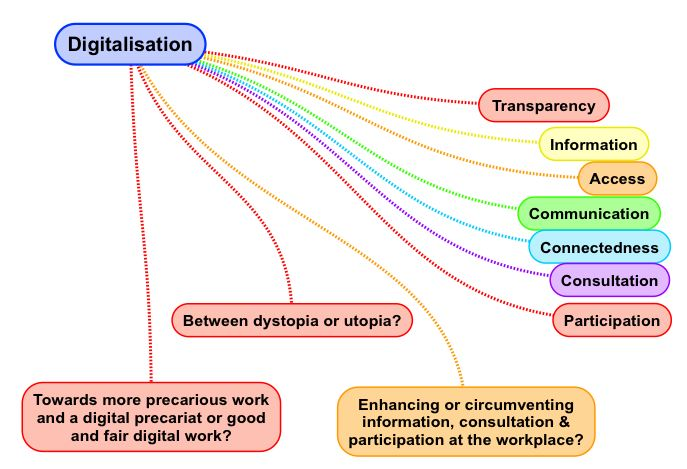 Digitalisation
Transparency
Information
Access
Communication
Connectedness
Consultation
Participation
Between dystopia or utopia?
Towards more precarious work
and a digital precariat or good
and fair digital work?
Enhancing or circumventing
information, consultation &
participation at the workplace?